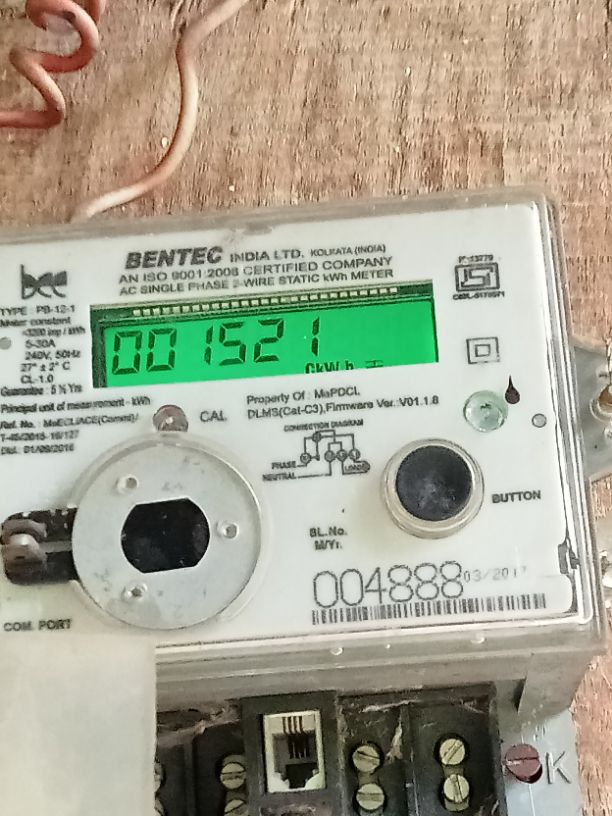 BENTEC INDIA LTD. KOLKATA (INDIA)
AN ISO 9001:2008 CERTIFIED COMPANY
AC SINGLE PHASE 2-WIRE STATIC kWh METER
bee
TYPE PB-12-1
Meter constant
=3200 imp / kWh
5-30A
240V, 50Hz
27° ± 2° C
CL-1.0
Guarantee : 5 ½ Yrs
001521
CkWh
Principal unit of measurement - kWh
Property Of : MePDCL
DLMS(Cat-C3),Firmware Ver.:V01.1.8
CAL
CONNECTION DIAGRAM
PHASE
NEUTRAL
LOAD
BUTTON
BL.No.
M/Yr.
004888 03/2017
COM. PORT
K